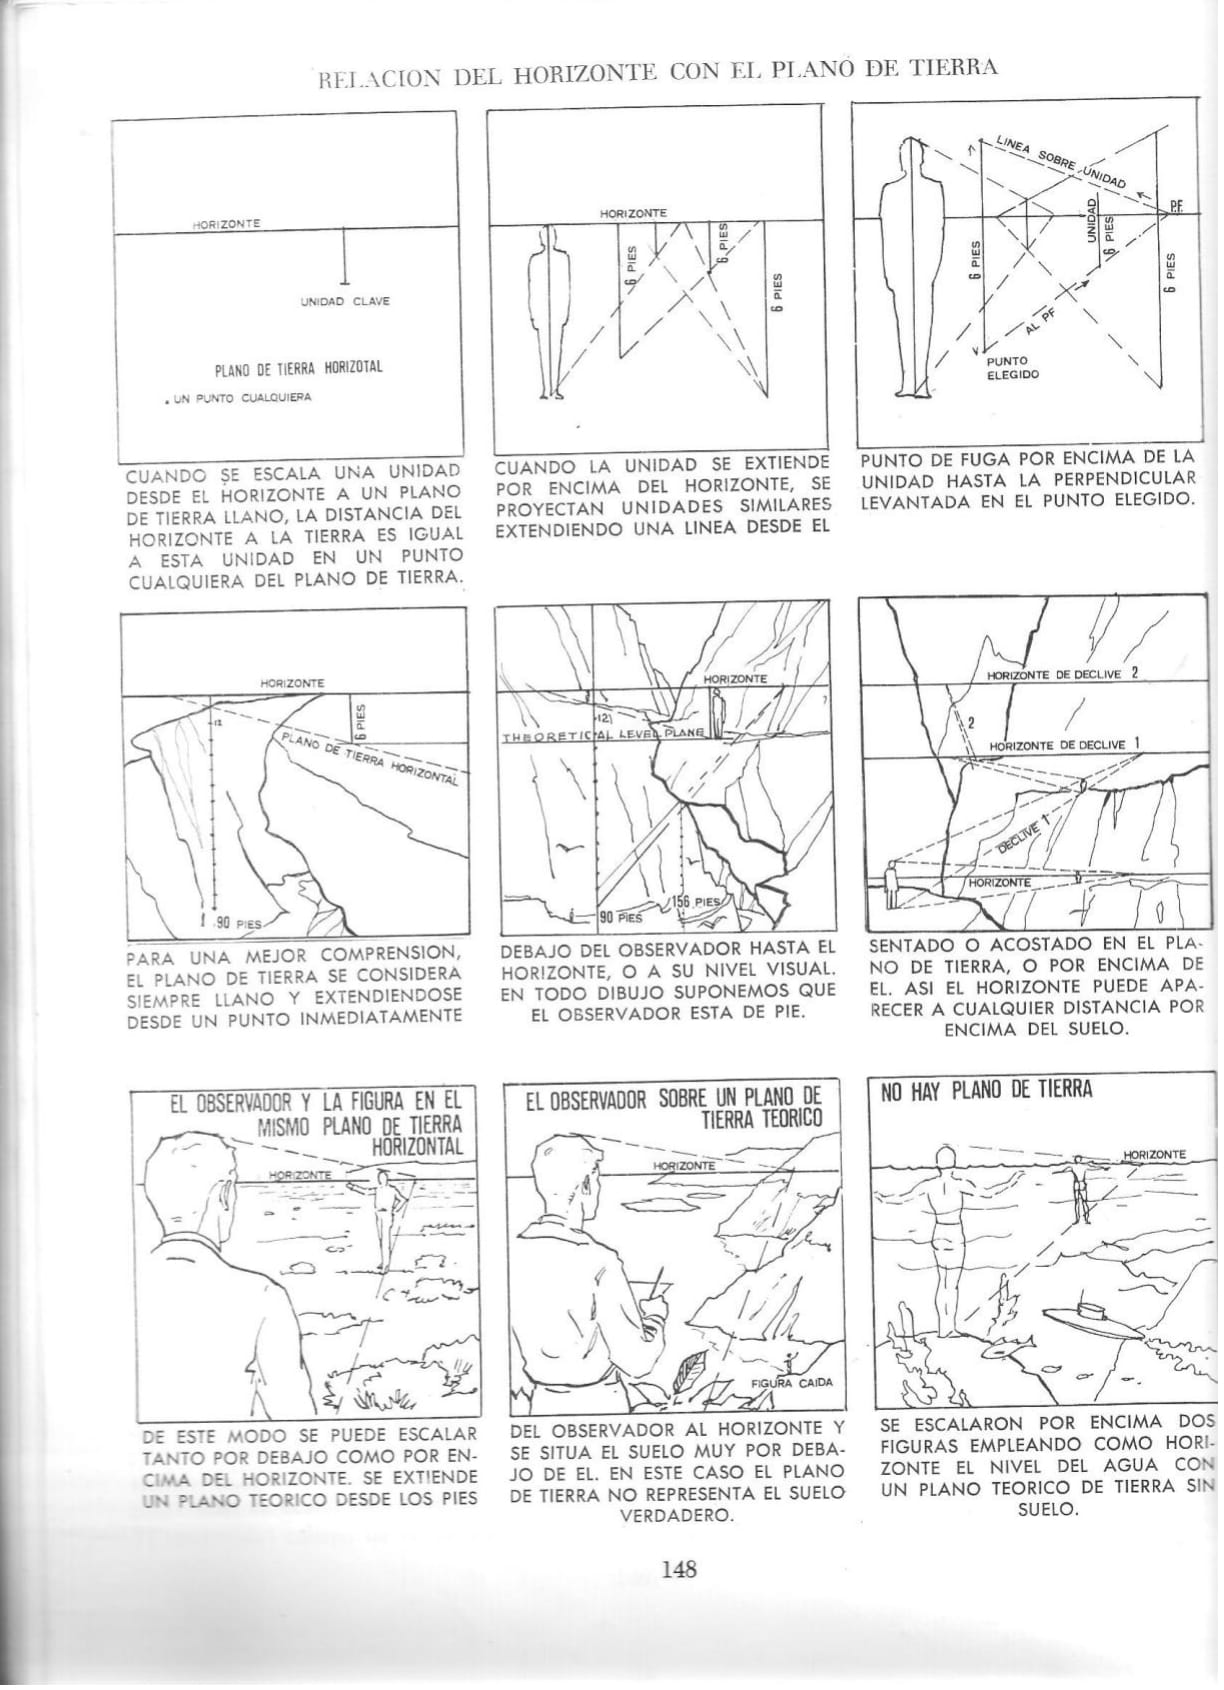 RELACION DEL HORIZONTE CON EL PLANO DE TIERRA
HORIZONTE
UNIDAD CLAVE
PLANO DE TIERRA HORIZOTAL
. UN PUNTO CUALQUIERA
CUANDO SE ESCALA UNA UNIDAD
DESDE EL HORIZONTE A UN PLANO
DE TIERRA LLANO, LA DISTANCIA DEL
HORIZONTE A LA TIERRA ES IGUAL
A ESTA UNIDAD EN UN PUNTO
CUALQUIERA DEL PLANO DE TIERRA.
HORIZONTE
6 PIES
6 PIES
6 PIES
CUANDO LA UNIDAD SE EXTIENDE
POR ENCIMA DEL HORIZONTE, SE
PROYECTAN UNIDADES SIMILARES
EXTENDIENDO UNA LINEA DESDE EL
LINEA SOBRE UNIDAD
P.F.
UNIDAD
6 PIES
6 PIES
6 PIES
AL PF
PUNTO
ELEGIDO
PUNTO DE FUGA POR ENCIMA DE LA
UNIDAD HASTA LA PERPENDICULAR
LEVANTADA EN EL PUNTO ELEGIDO.
HORIZONTE
12
6 PIES
PLANO DE TIERRA HORIZONTAL
90 PIES
PARA UNA MEJOR COMPRENSION,
EL PLANO DE TIERRA SE CONSIDERA
SIEMPRE LLANO Y EXTENDIENDOSE
DESDE UN PUNTO INMEDIATAMENTE
HORIZONTE
12
THEORETICAL LEVEL PLANE
156 PIES
90 PIES
DEBAJO DEL OBSERVADOR HASTA EL
HORIZONTE, O A SU NIVEL VISUAL.
EN TODO DIBUJO SUPONEMOS QUE
EL OBSERVADOR ESTA DE PIE.
HORIZONTE DE DECLIVE 2
2
HORIZONTE DE DECLIVE 1
DECLIVE 1
HORIZONTE
SENTADO O ACOSTADO EN EL PLA-
NO DE TIERRA, O POR ENCIMA DE
EL. ASI EL HORIZONTE PUEDE APA-
RECER A CUALQUIER DISTANCIA POR
ENCIMA DEL SUELO.
EL OBSERVADOR Y LA FIGURA EN EL
MISMO PLANO DE TIERRA
HORIZONTAL
HORIZONTE
DE ESTE MODO SE PUEDE ESCALAR
TANTO POR DEBAJO COMO POR EN-
CIMA DEL HORIZONTE. SE EXTIENDE
UN PLANO TEORICO DESDE LOS PIES
EL OBSERVADOR SOBRE UN PLANO DE
TIERRA TEORICO
HORIZONTE
FIGURA CAIDA
DEL OBSERVADOR AL HORIZONTE Y
SE SITUA EL SUELO MUY POR DEBA-
JO DE EL. EN ESTE CASO EL PLANO
DE TIERRA NO REPRESENTA EL SUELO
VERDADERO.
NO HAY PLANO DE TIERRA
HORIZONTE
SE ESCALARON POR ENCIMA DOS
FIGURAS EMPLEANDO COMO HORI-
ZONTE EL NIVEL DEL AGUA CON
UN PLANO TEORICO DE TIERRA SIN
SUELO.
148